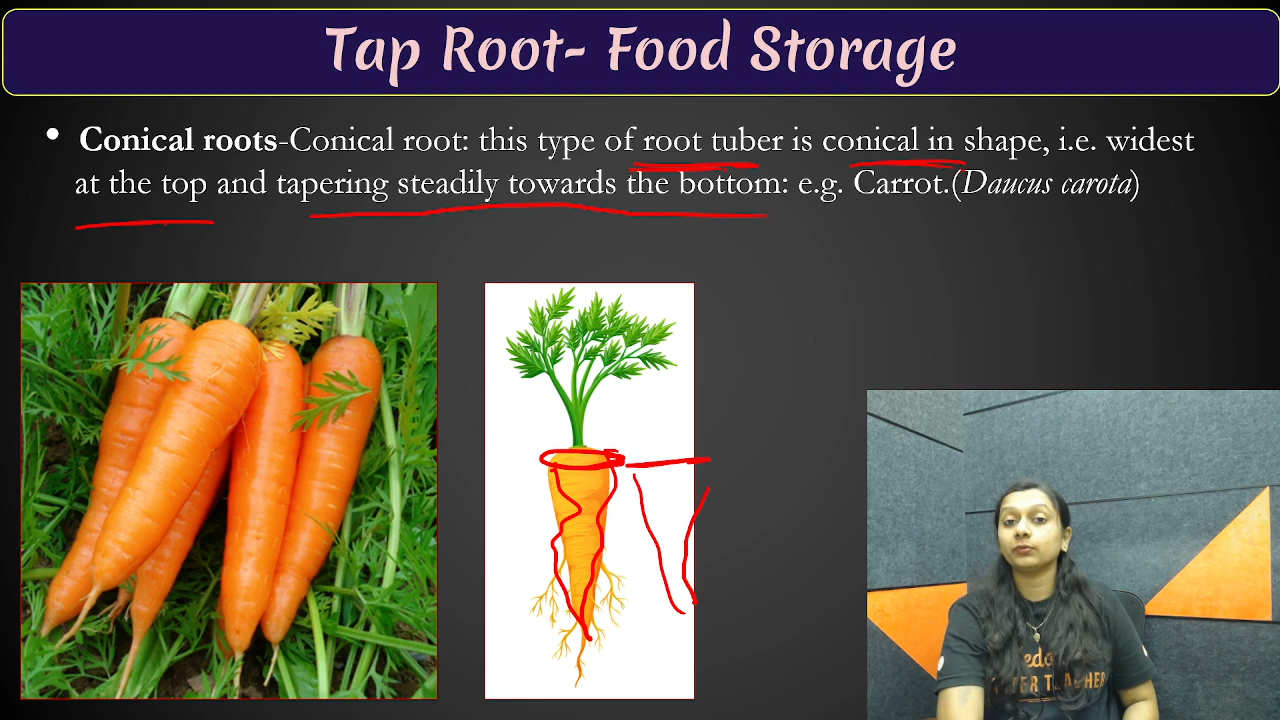 Tap Root- Food Storage
• Conical roots-Conical root: this type of root tuber is conical in shape, i.e. widest
at the top and tapering steadily towards the bottom: e.g. Carrot.(Daucus carota)